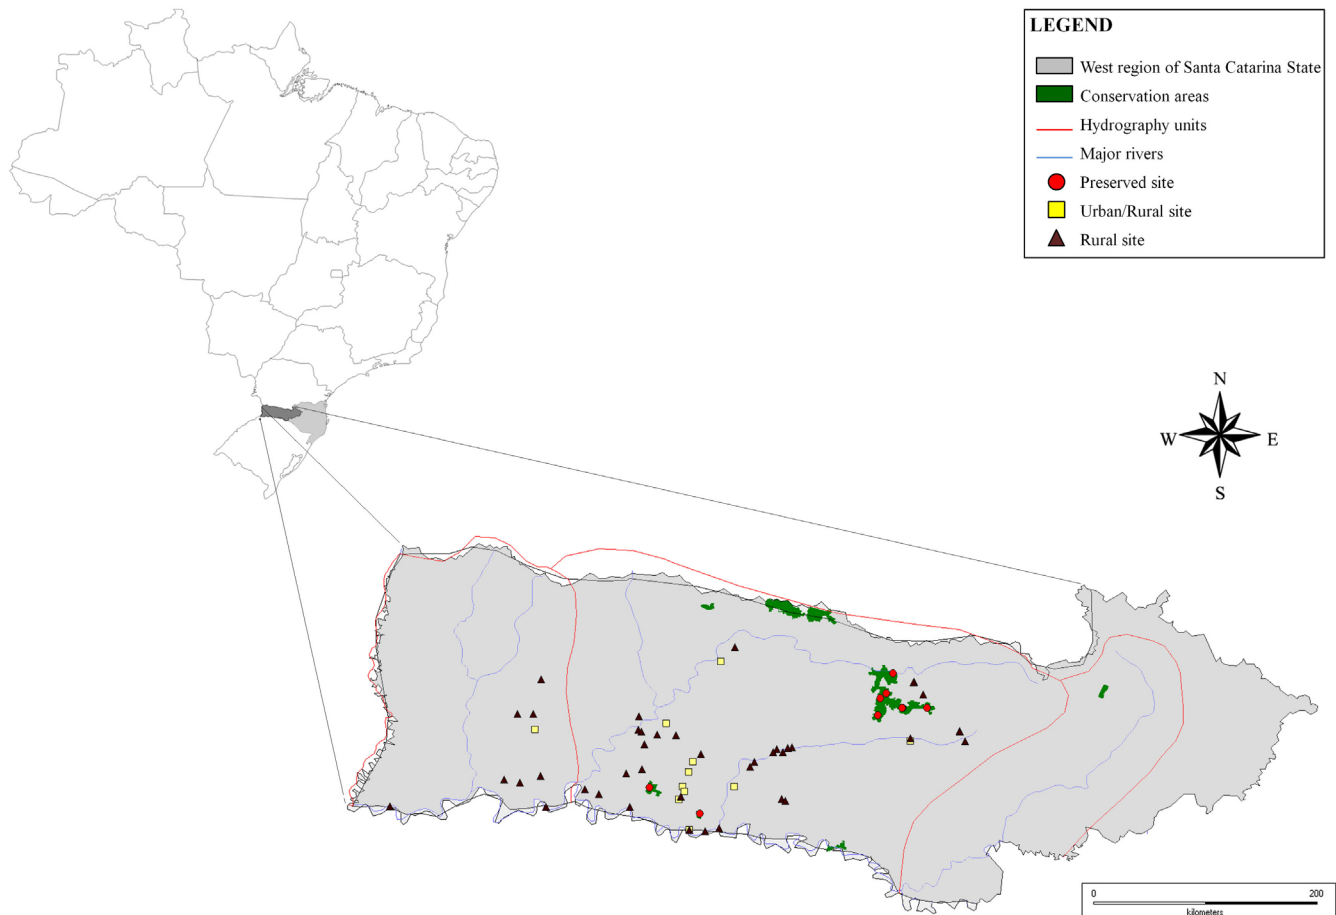 LEGEND
West region of Santa Catarina State
Conservation areas
Hydrography units
Major rivers
Preserved site
Urban/Rural site
Rural site
N
W E
S
0 200
kilometers